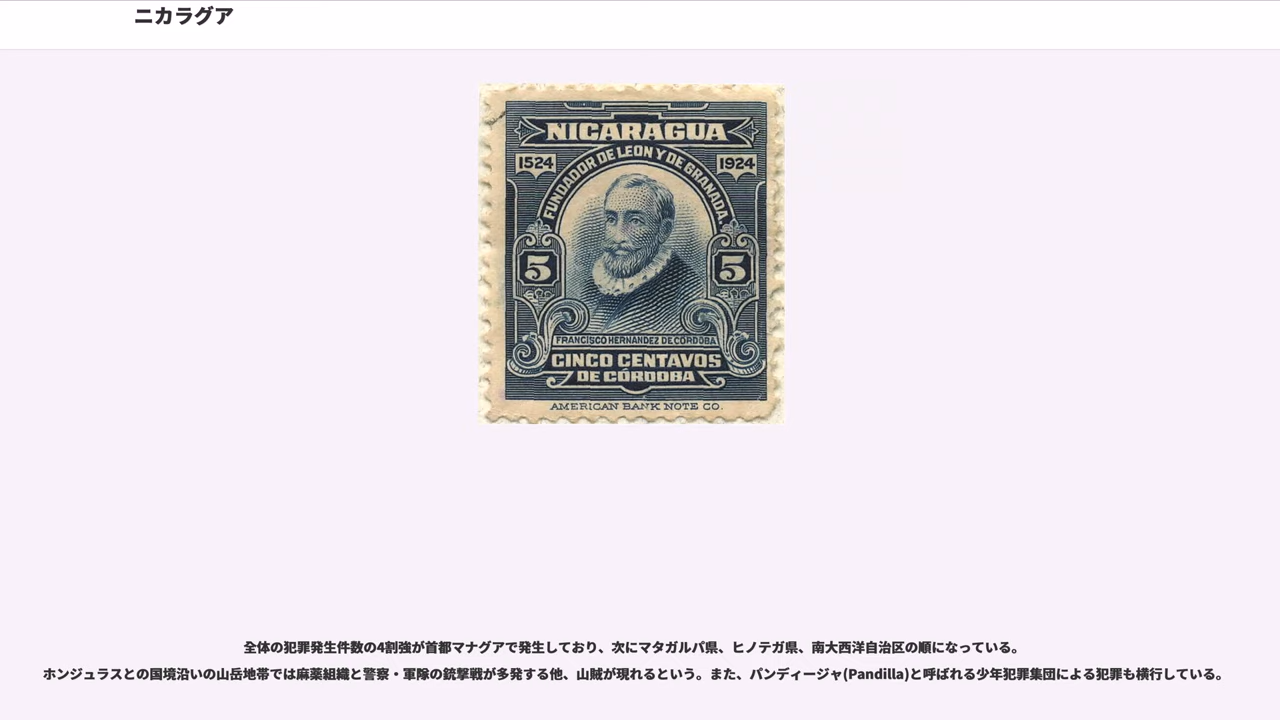 ニカラグア
NICARAGUA
1524
1924
FUNDADOR DE LEON Y DE GRANADA.
5
5
FRANCISCO HERNANDEZ DE CORDOBA
CINCO CENTAVOS
DE CÓRDOBA
AMERICAN BANK NOTE CO.
全体の犯罪発生件数の4割強が首都マナグアで発生しており、次にマタガルパ県、ヒノテガ県、南大西洋自治区の順になっている。
ホンジュラスとの国境沿いの山岳地帯では麻薬組織と警察・軍隊の銃撃戦が多発する他、山賊が現れるという。また、パンディージャ(Pandilla)と呼ばれる少年犯罪集団による犯罪も横行している。